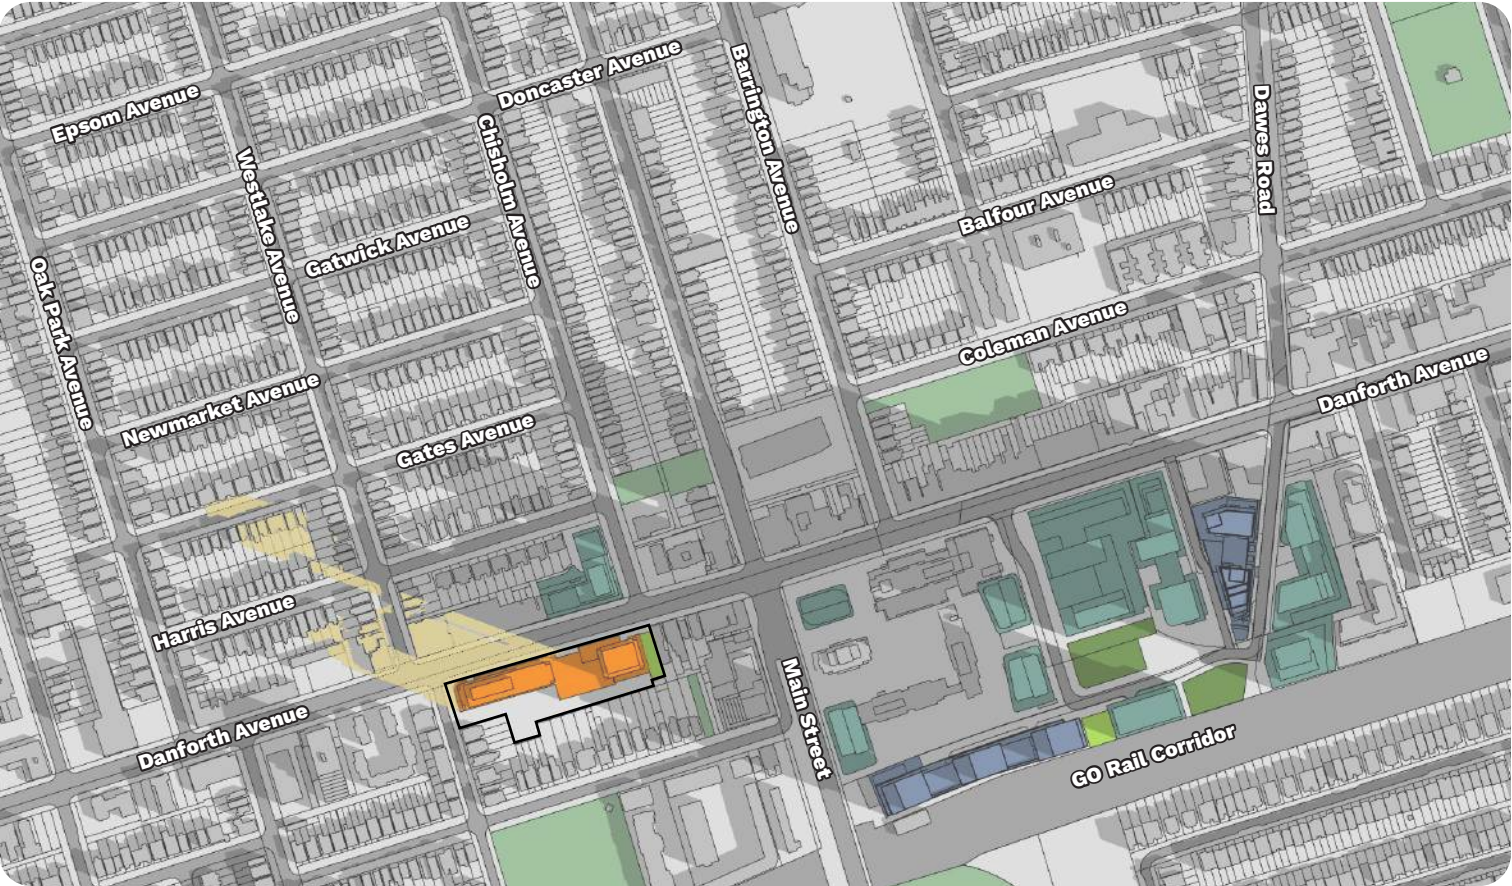 Epsom Avenue
Doncaster Avenue
Barrington Avenue
Dawes Road
Westlake Avenue
Chisholm Avenue
Gatwick Avenue
Balfour Avenue
Oak Park Avenue
Coleman Avenue
Newmarket Avenue
Danforth Avenue
Gates Avenue
Harris Avenue
Danforth Avenue
Main Street
GO Rail Corridor